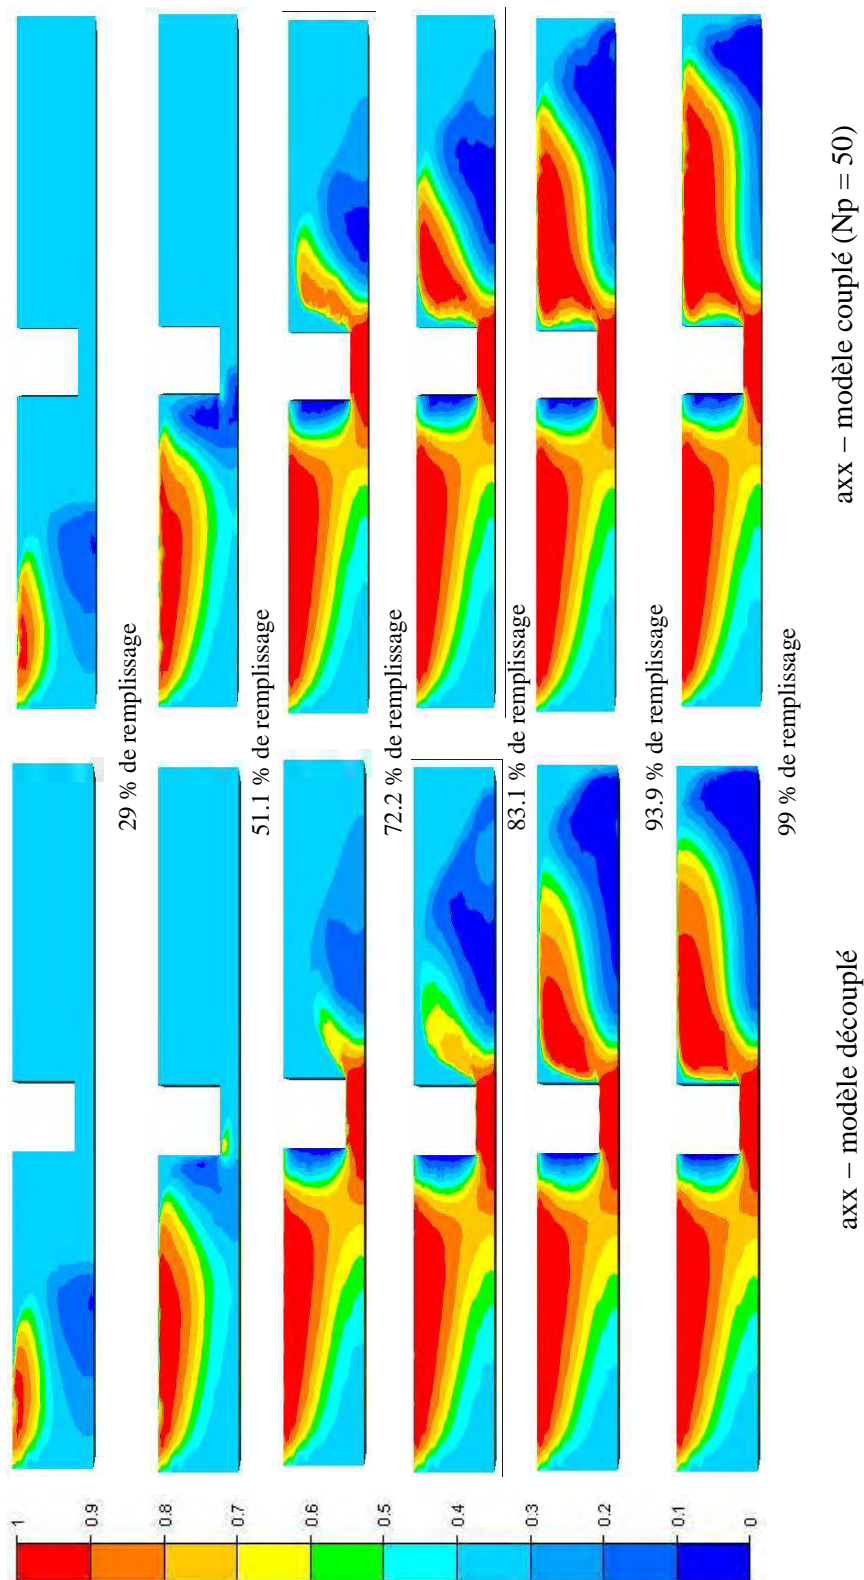 1
0.9
0.8
0.7
0.6
0.5
0.4
0.3
0.2
0.1
0
29 % de remplissage
51.1 % de remplissage
72.2 % de remplissage
83.1 % de remplissage
93.9 % de remplissage
99 % de remplissage
axx – modèle découplé
axx – modèle couplé (Np = 50)